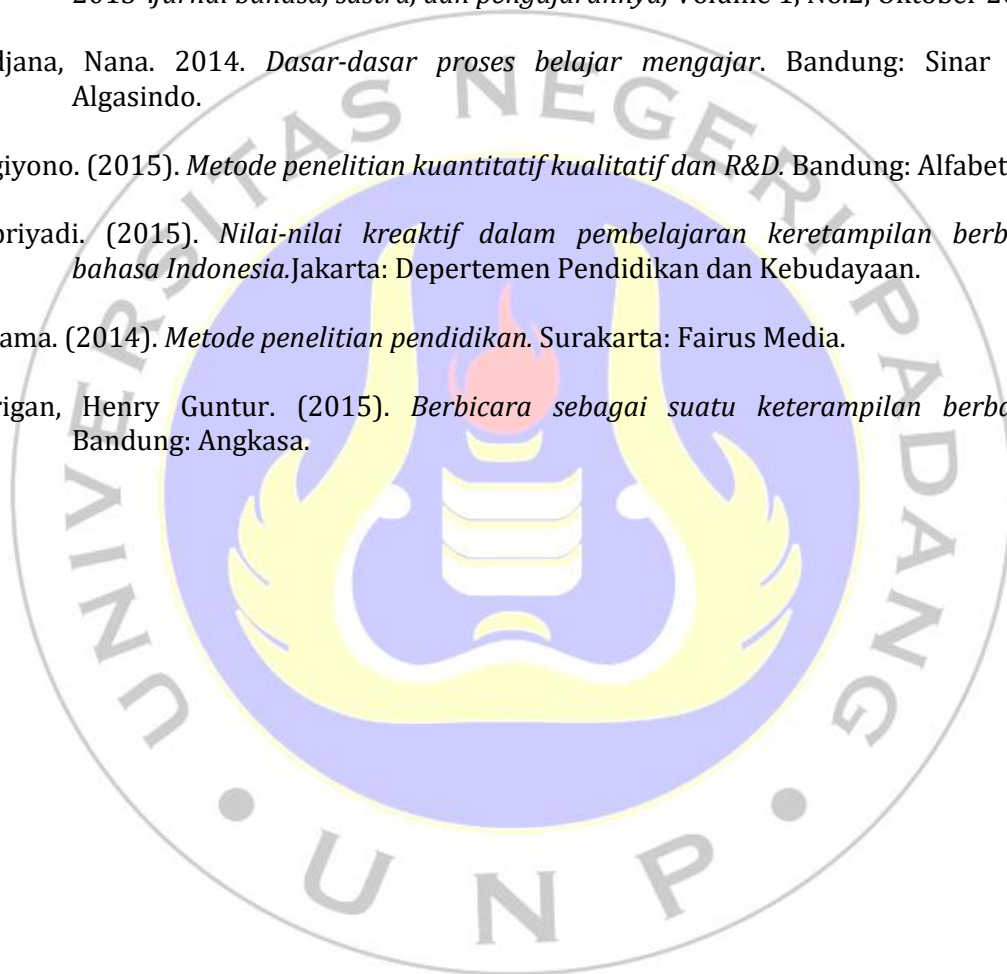 jurnal bahasa, sastra, dan pengajarannya, Volume 1, No.2, Oktober
djana, Nana. 2014. Dasar-dasar proses belajar mengajar. Bandung: Sinar
Algasindo.
giyono. (2015). Metode penelitian kuantitatif kualitatif dan R&D. Bandung: Alfabet
priyadi. (2015). Nilai-nilai kreaktif dalam pembelajaran keretampilan berb
bahasa Indonesia.Jakarta: Depertemen Pendidikan dan Kebudayaan.
ama. (2014). Metode penelitian pendidikan. Surakarta: Fairus Media.
rigan, Henry Guntur. (2015). Berbicara sebagai suatu keterampilan berba
Bandung: Angkasa.
UNIVERSITAS NEGERI PADANG
• UNP •